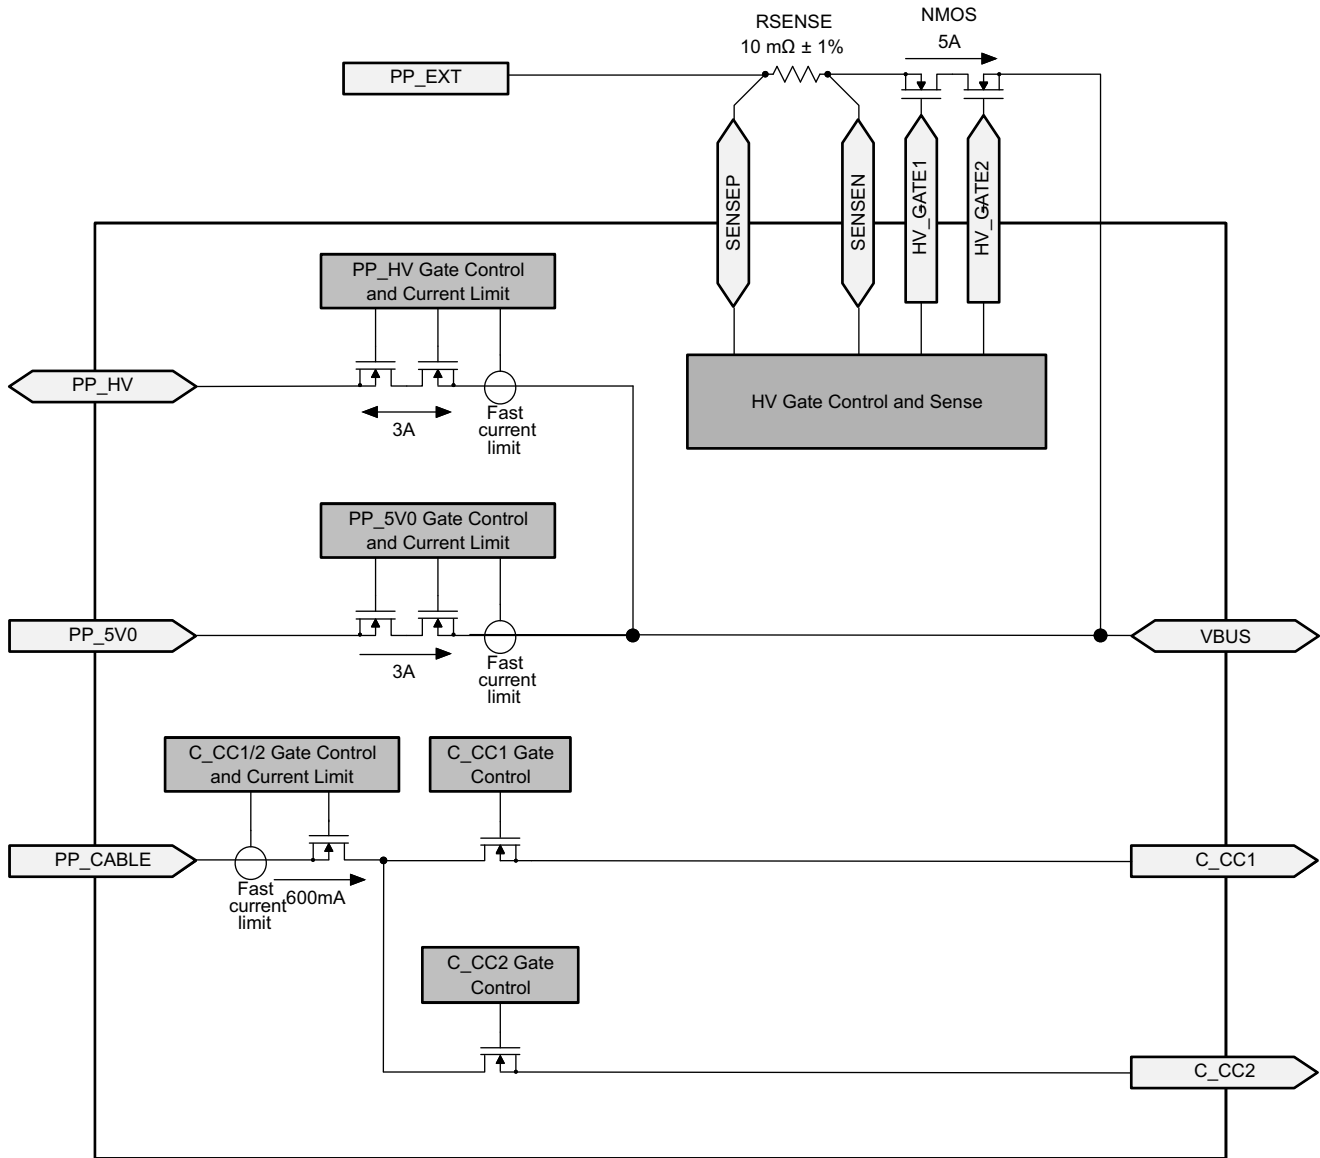 RSENSE
10 mΩ ± 1%
NMOS
5A
PP_EXT
SENSEP
SENSEN
HV_GATE1
HV_GATE2
PP_HV Gate Control
and Current Limit
PP_HV
3A
Fast
current
limit
HV Gate Control and Sense
PP_5V0 Gate Control
and Current Limit
PP_5V0
3A
Fast
current
limit
VBUS
C_CC1/2 Gate Control
and Current Limit
C_CC1 Gate
Control
PP_CABLE
Fast
current
limit
600mA
C_CC1
C_CC2 Gate
Control
C_CC2